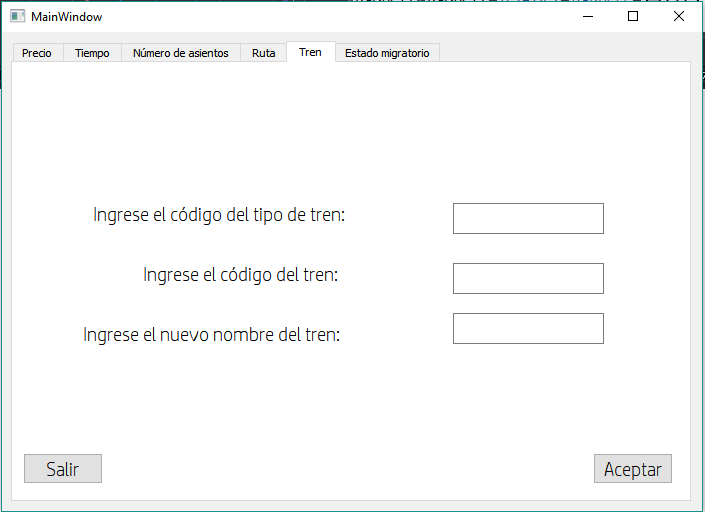 MainWindow
Precio Tiempo Número de asientos Ruta Tren Estado migratorio
Ingrese el código del tipo de tren:
Ingrese el código del tren:
Ingrese el nuevo nombre del tren:
Salir Aceptar